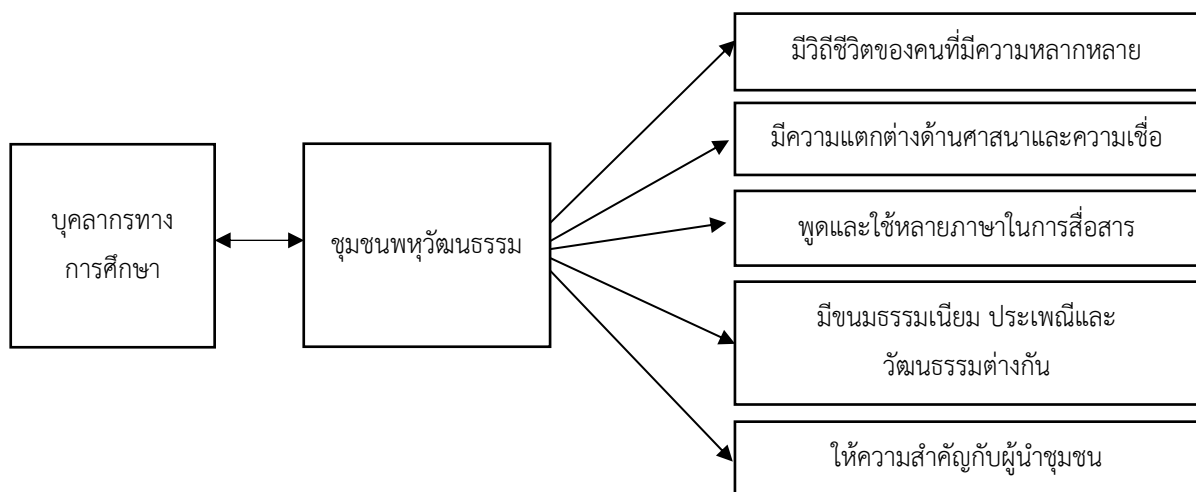 บุคลากรทาง
การศึกษา
ชุมชนพหุวัฒนธรรม
มีวิถีชีวิตของคนที่มีความหลากหลาย
มีความแตกต่างด้านศาสนาและความเชื่อ
พูดและใช้หลายภาษาในการสื่อสาร
มีขนมธรรมเนียม ประเพณีและ
วัฒนธรรมต่างกัน
ให้ความสำคัญกับผู้นำชุมชน